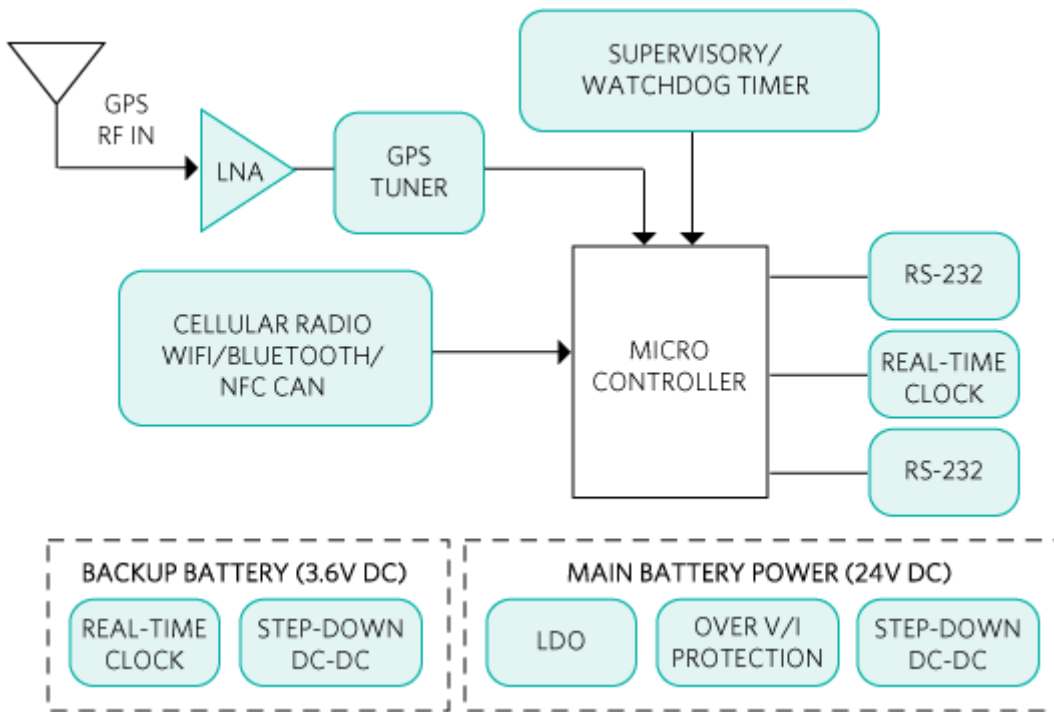 GPS
RF IN
LNA
GPS
TUNER
SUPERVISORY/
WATCHDOG TIMER
CELLULAR RADIO
WIFI/BLUETOOTH/
NFC CAN
MICRO
CONTROLLER
RS-232
REAL-TIME
CLOCK
RS-232
BACKUP BATTERY (3.6V DC)
REAL-TIME
CLOCK
STEP-DOWN
DC-DC
MAIN BATTERY POWER (24V DC)
LDO
OVER V/I
PROTECTION
STEP-DOWN
DC-DC